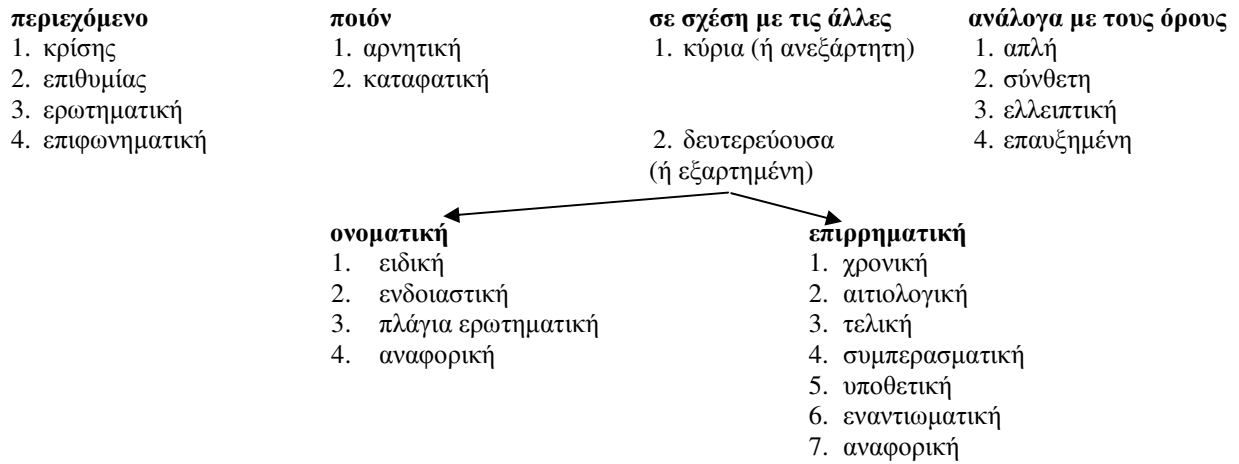 περιεχόμενο ποιόν σε σχέση με τις άλλες ανάλογα με τους όρους
1. κρίσης 1. αρνητική 1. κύρια (ή ανεξάρτητη) 1. απλή
2. επιθυμίας 2. καταφατική 2. σύνθετη
3. ερωτηματική 3. ελλειπτική
4. επιφωνηματική 2. δευτερεύουσα 4. επαυξημένη
(ή εξαρτημένη)
ονοματική επιρρηματική
1. ειδική 1. χρονική
2. ενδοιαστική 2. αιτιολογική
3. πλάγια ερωτηματική 3. τελική
4. αναφορική 4. συμπερασματική
5. υποθετική
6. εναντιωματική
7. αναφορική